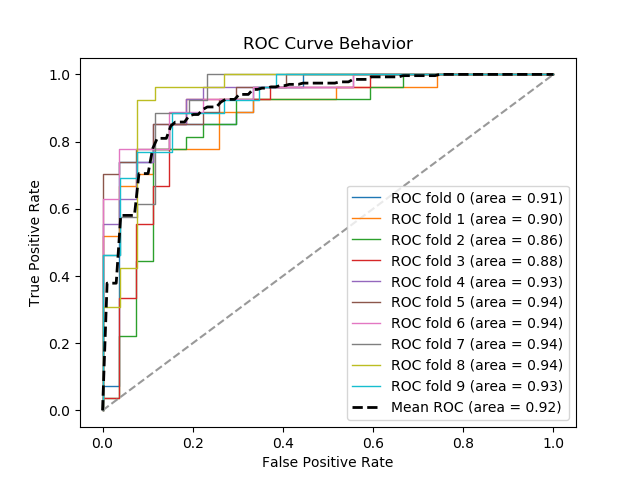 ROC Curve Behavior
True Positive Rate
1.0
0.8
0.6
0.4
0.2
0.0
ROC fold 0 (area = 0.91)
ROC fold 1 (area = 0.90)
ROC fold 2 (area = 0.86)
ROC fold 3 (area = 0.88)
ROC fold 4 (area = 0.93)
ROC fold 5 (area = 0.94)
ROC fold 6 (area = 0.94)
ROC fold 7 (area = 0.94)
ROC fold 8 (area = 0.94)
ROC fold 9 (area = 0.93)
Mean ROC (area = 0.92)
0.0 0.2 0.4 0.6 0.8 1.0
False Positive Rate